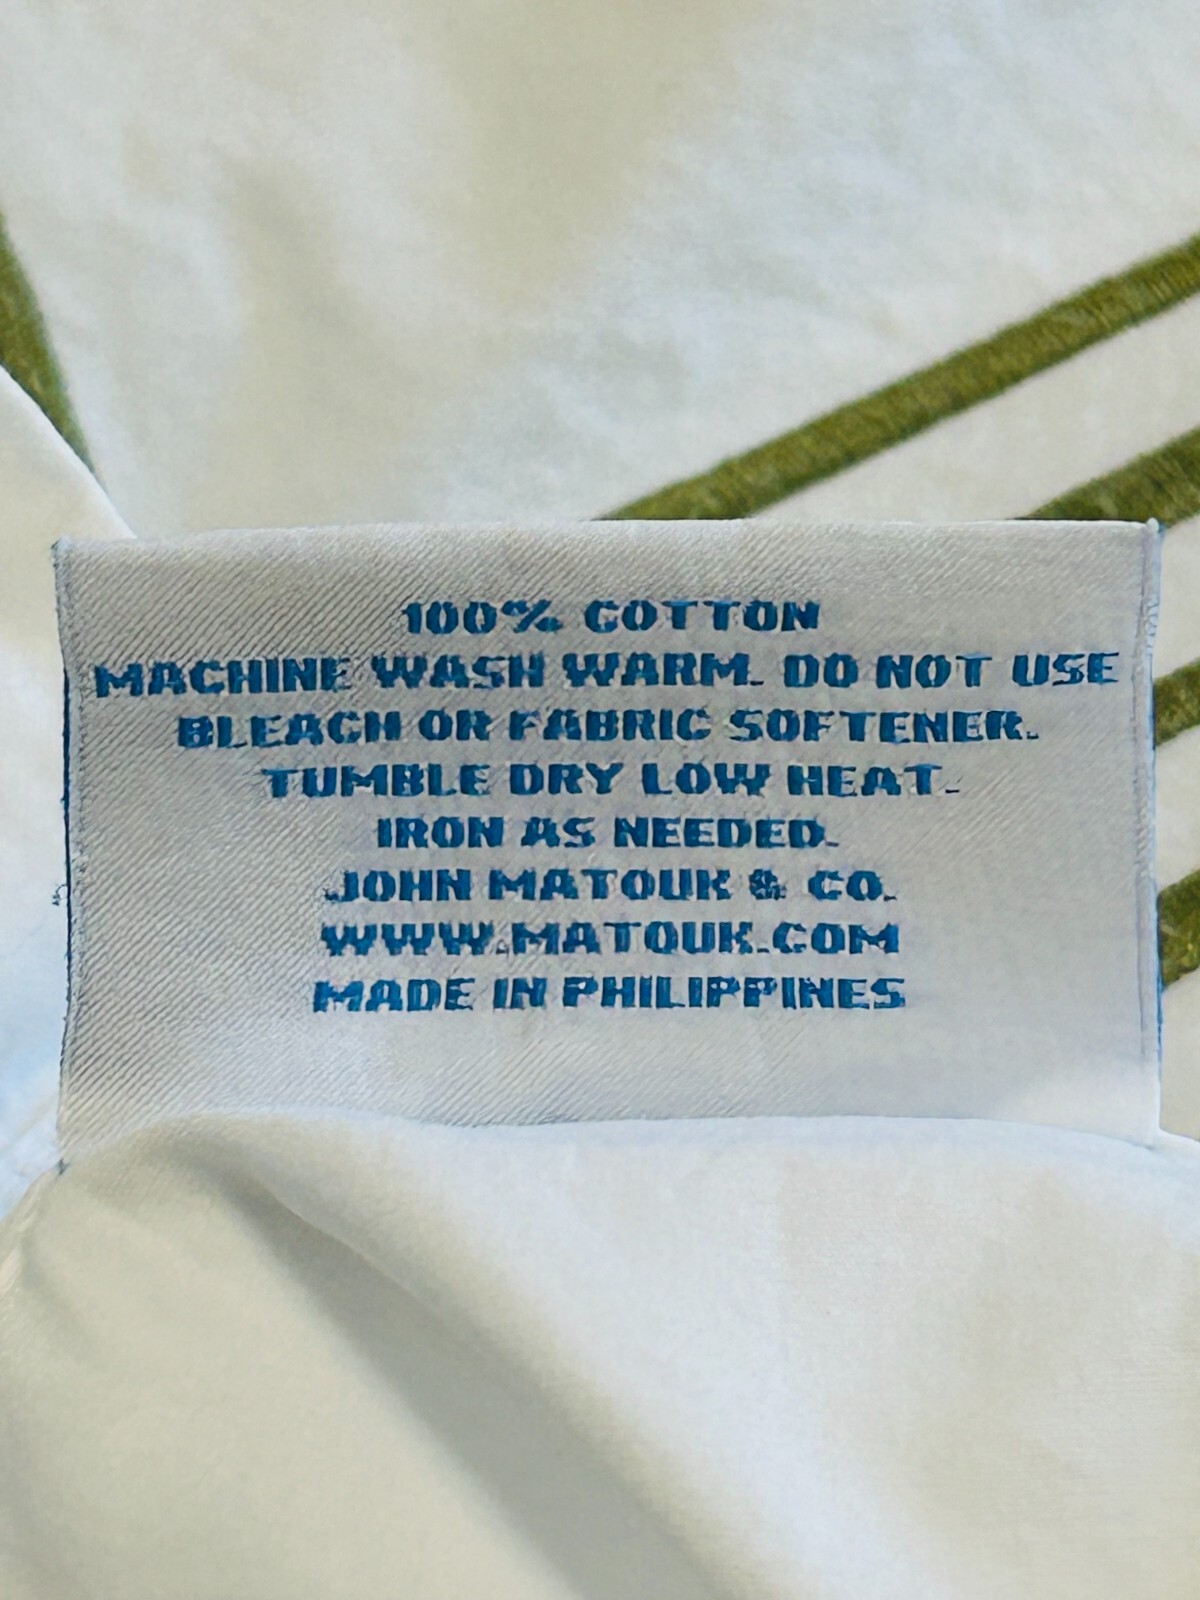 100% COTTON
MACHINE WASH WARM. DO NOT USE
BLEACH OR FABRIC SOFTENER.
TUMBLE DRY LOW HEAT.
IRON AS NEEDED.
JOHN MATOUK & CO.
WWW.MATOUK.COM
MADE IN PHILIPPINES